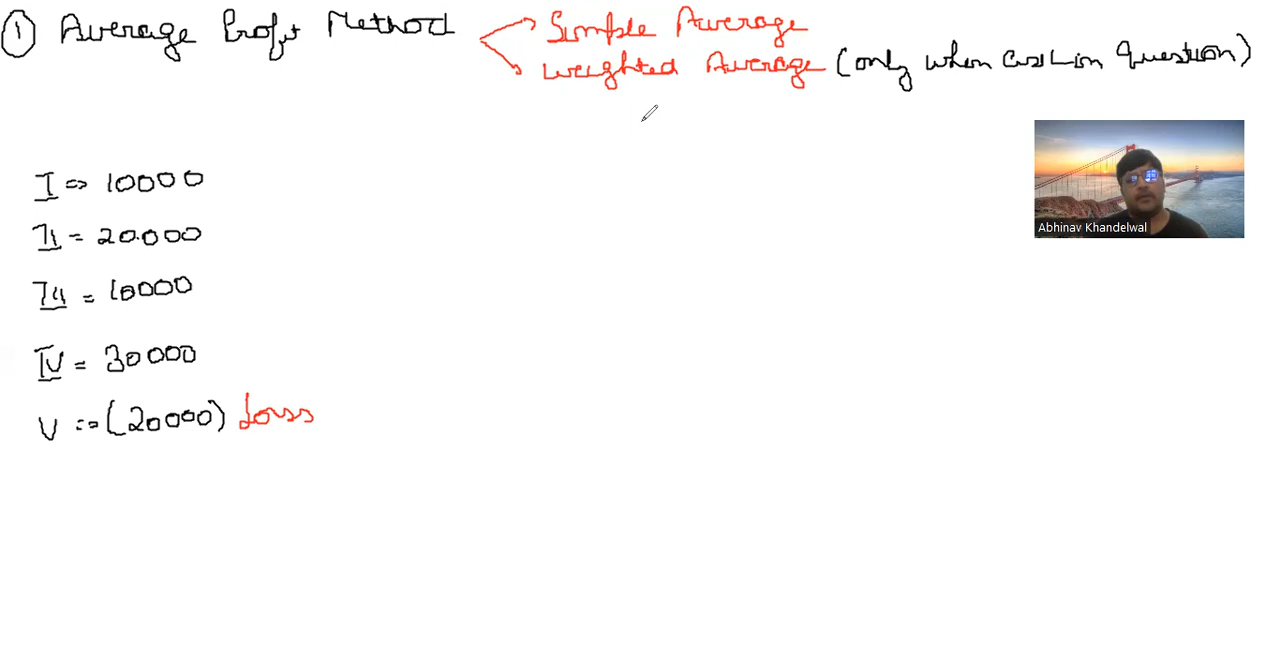 ① Average Profit Method
Simple Average
Weighted Average (only when asked in Question)
I => 10000
II = 20000
III = 10000
IV = 30000
V => (20000) Loss
Abhinav Khandelwal